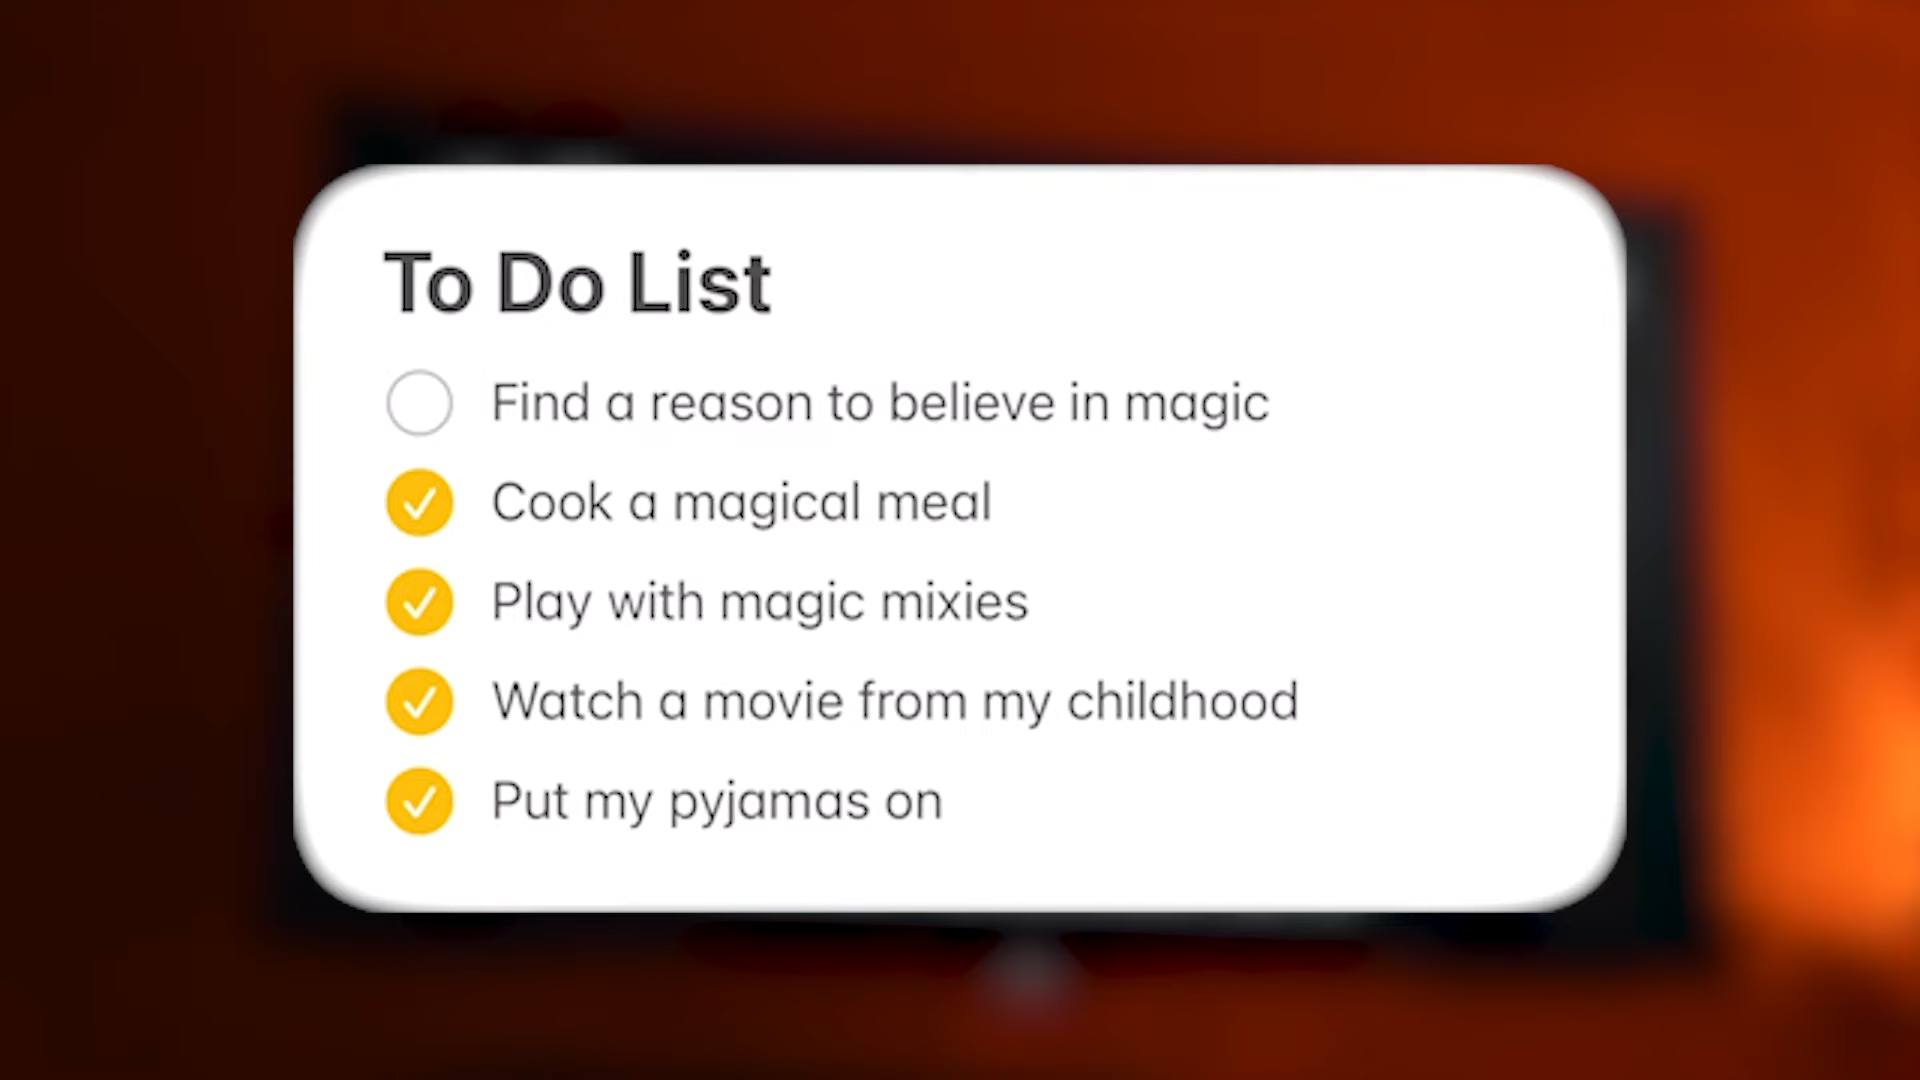 To Do List
Find a reason to believe in magic
Cook a magical meal
Play with magic mixies
Watch a movie from my childhood
Put my pyjamas on